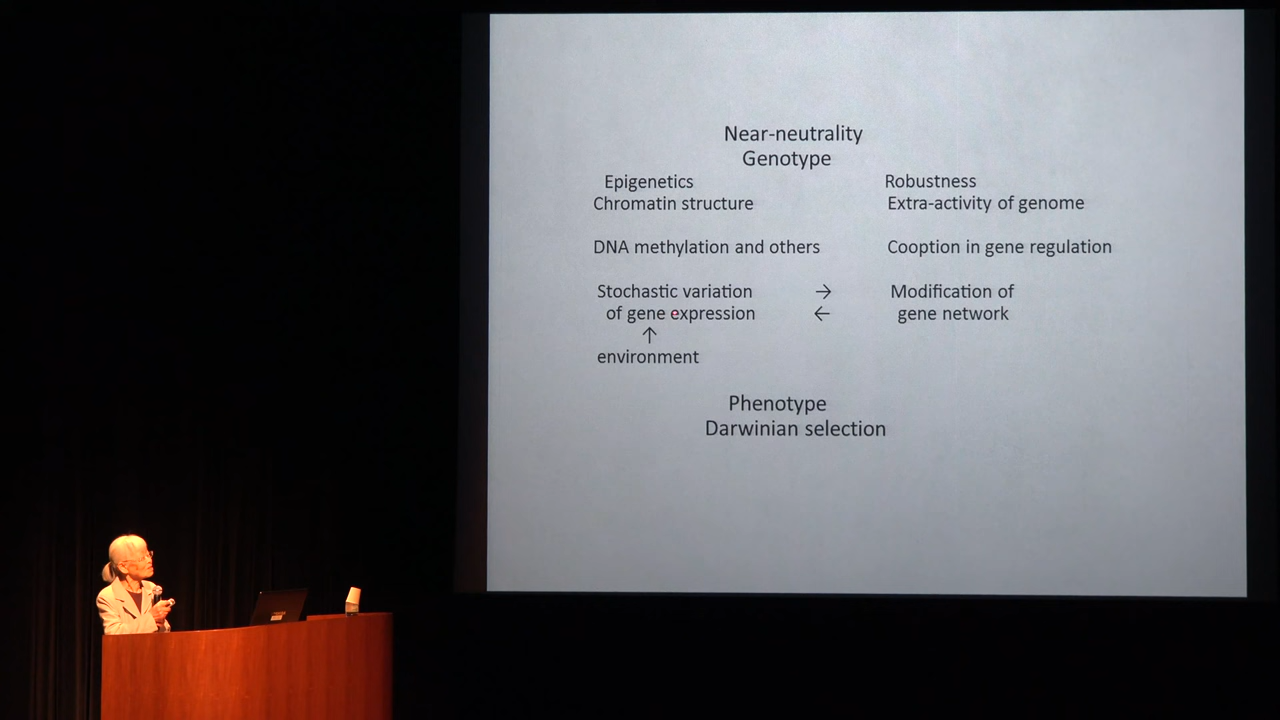 Near-neutrality
Genotype
Epigenetics
Robustness
Chromatin structure
Extra-activity of genome
DNA methylation and others
Cooption in gene regulation
Stochastic variation → Modification of
of gene expression ← gene network
↑
environment
Phenotype
Darwinian selection